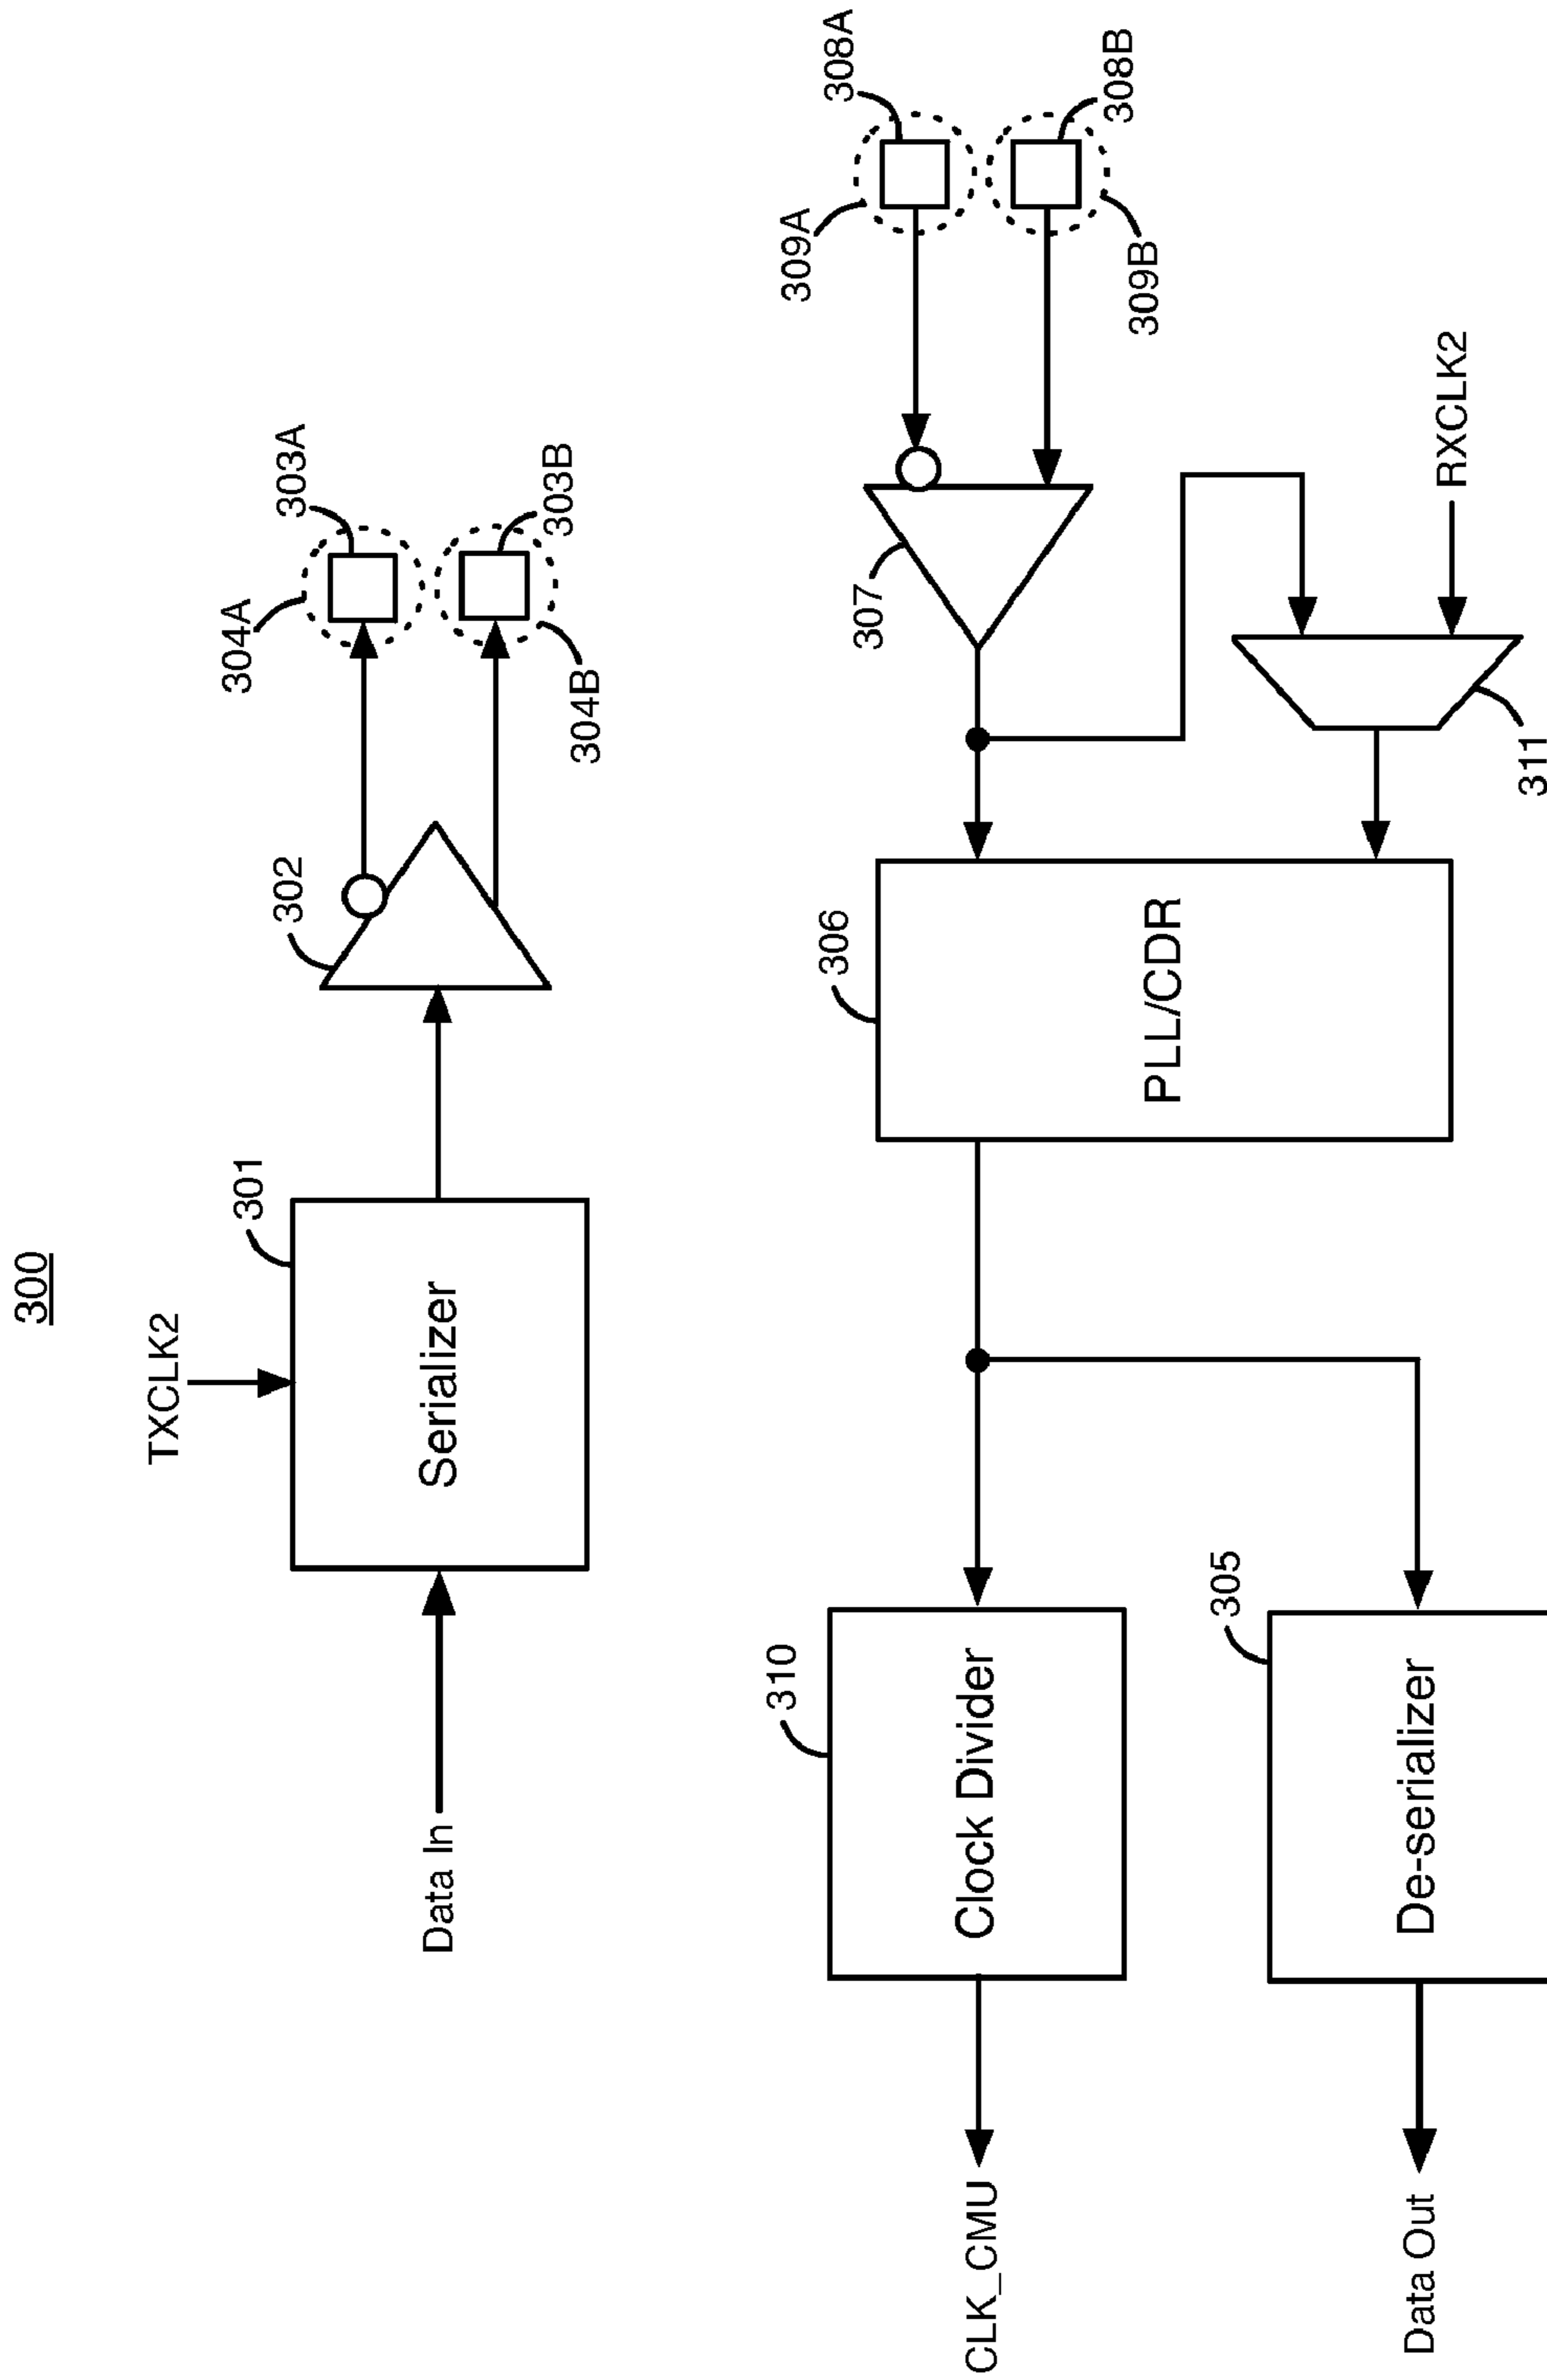 300
TXCLK2
301
Serializer
Data In
302
304A
303A
303B
304B
310
Clock Divider
CLK_CMU
305
De-serializer
Data Out
306
PLL/CDR
307
309A
308A
308B
309B
RXCLK2
311